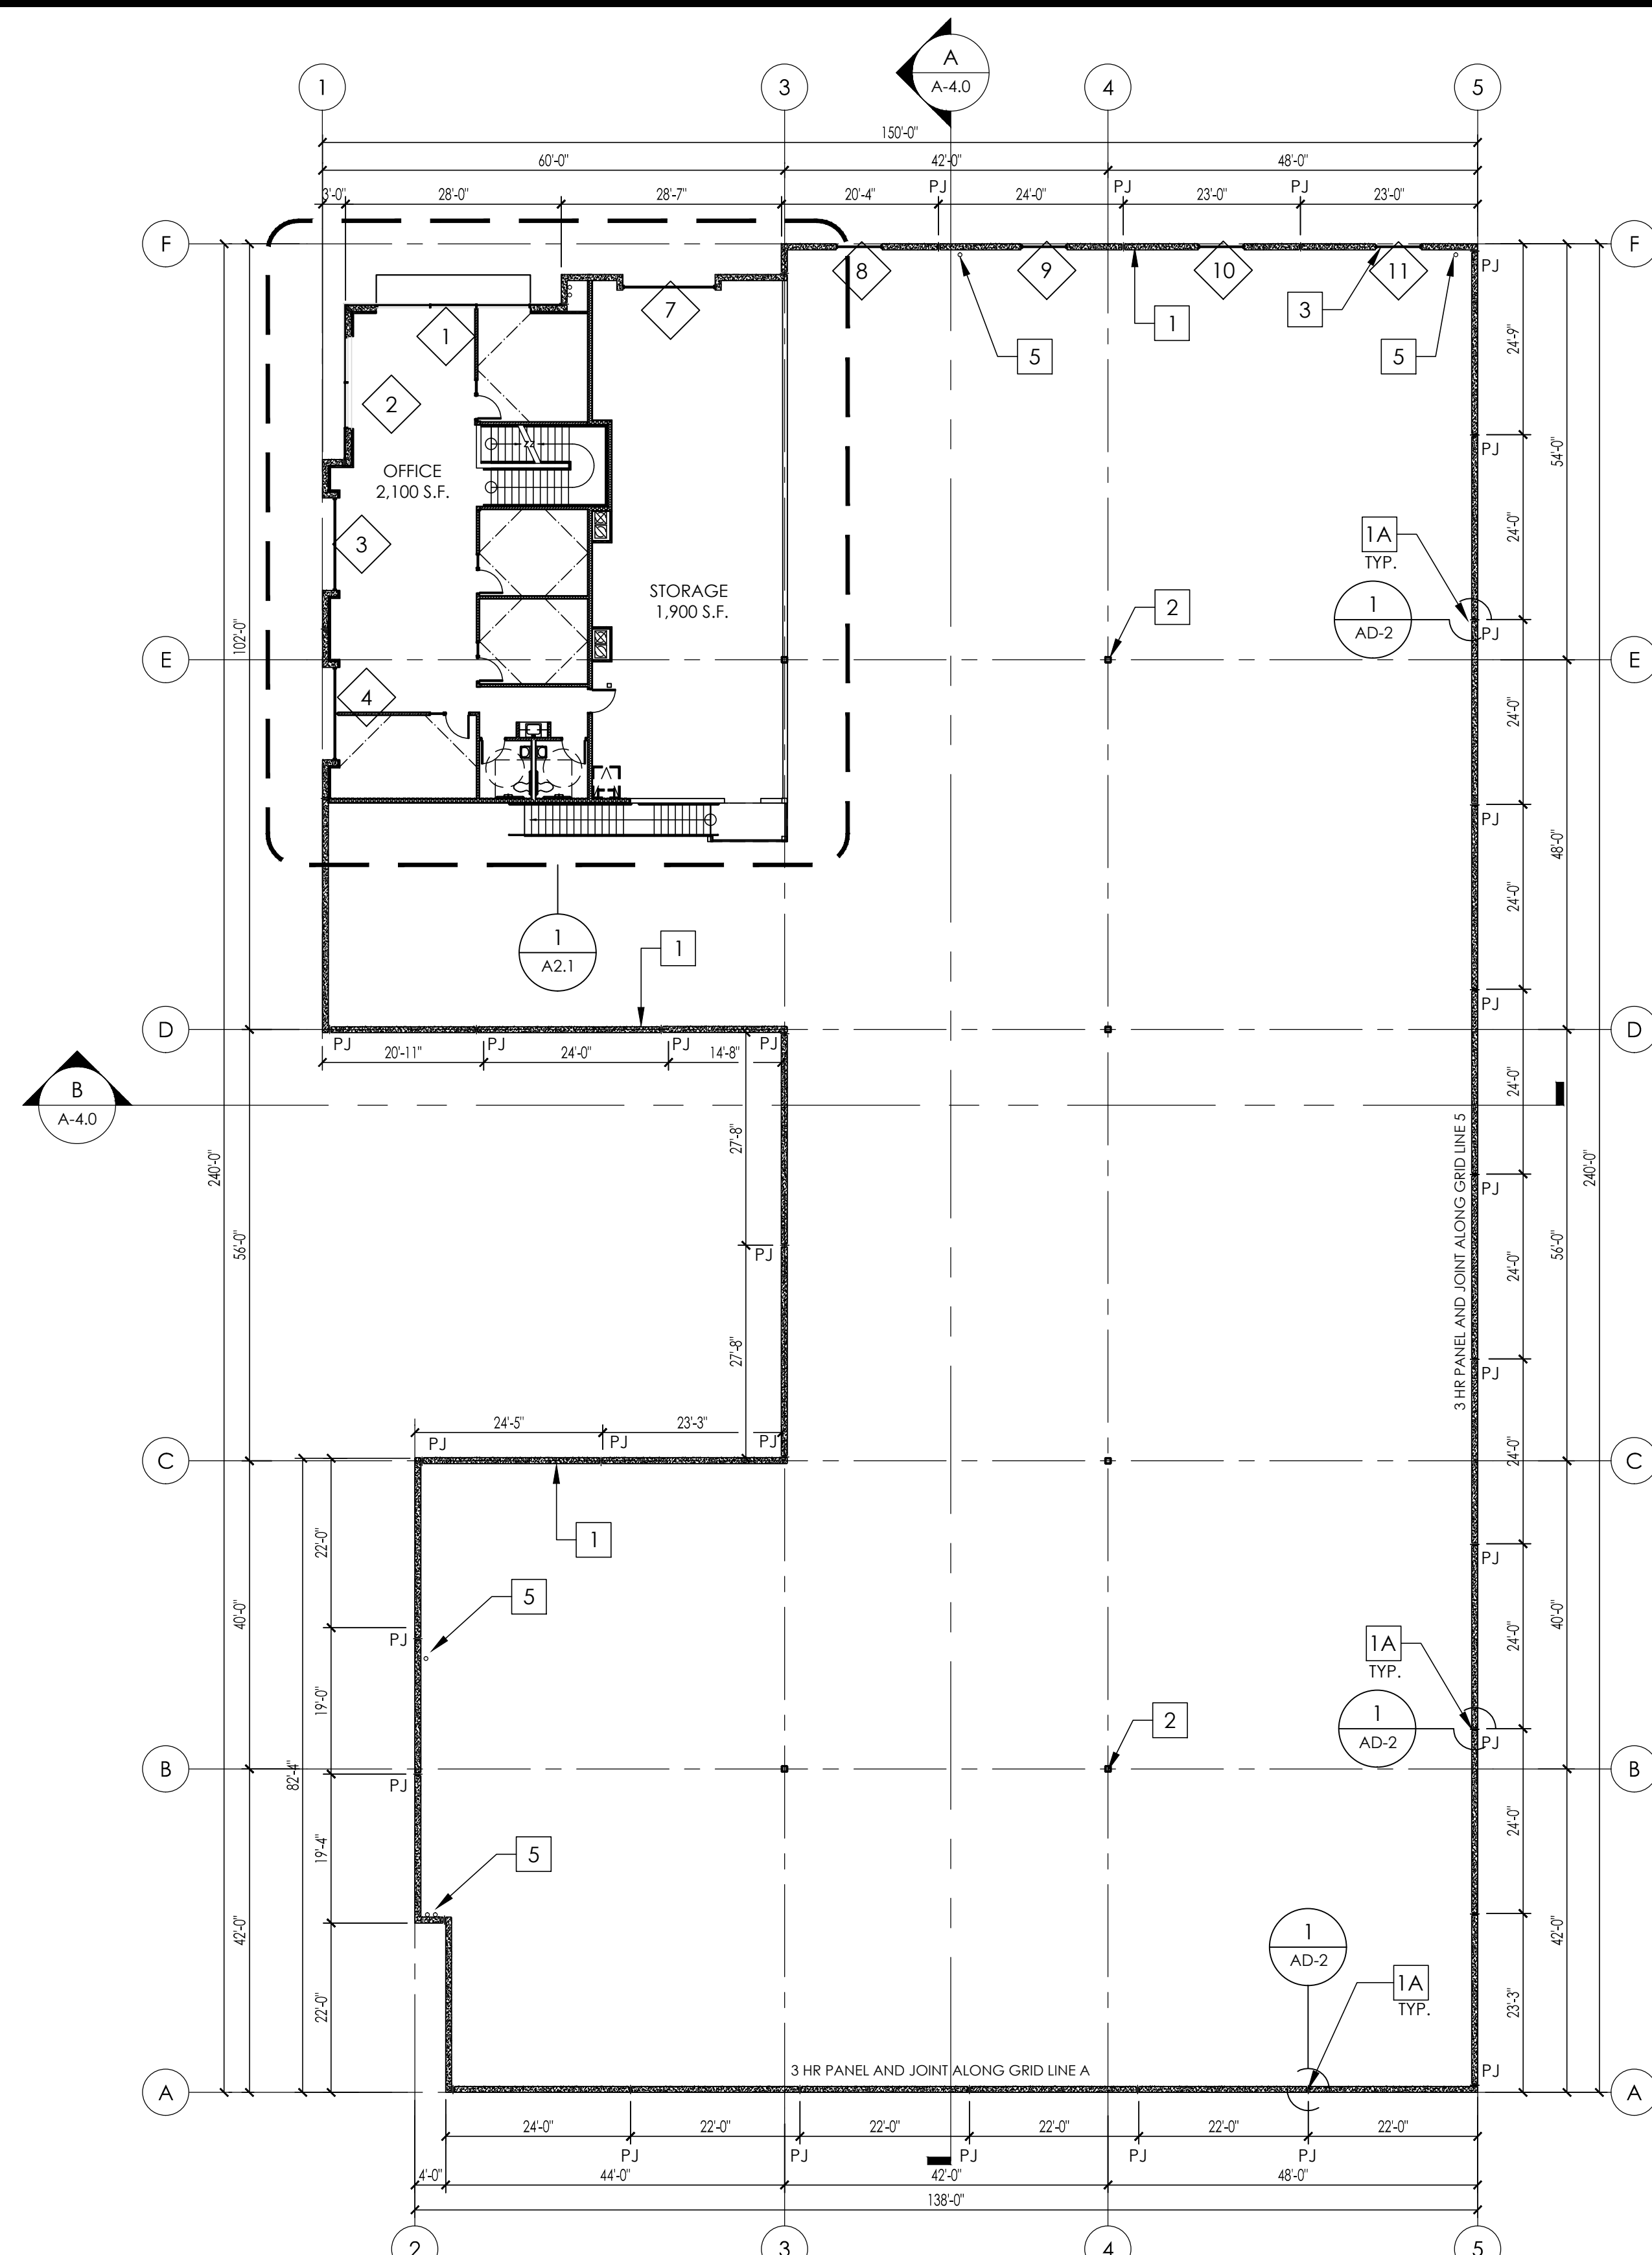 A
A-4.0
1
3
4
5
150'-0"
60'-0"
42'-0"
48'-0"
3'-0"
28'-0"
28'-7"
20'-4"
PJ
24'-0"
PJ
23'-0"
PJ
23'-0"
F
F
8
9
10
11
PJ
7
1
3
1
5
5
24'-9"
2
PJ
54'-0"
OFFICE
2,100 S.F.
3
24'-0"
1A
TYP.
STORAGE
1,900 S.F.
2
1
AD-2
PJ
102'-0"
E
E
4
24'-0"
PJ
48'-0"
24'-0"
1
A2.1
1
PJ
D
D
PJ
20'-11"
PJ
24'-0"
PJ
14'-8"
PJ
B
A-4.0
24'-0"
27'-8"
240'-0"
PJ
240'-0"
3 HR PANEL AND JOINT ALONG GRID LINE 5
56'-0"
PJ
24'-0"
56'-0"
27'-8"
PJ
24'-5"
23'-3"
PJ
PJ
PJ
C
C
24'-0"
1
22'-0"
PJ
5
40'-0"
24'-0"
40'-0"
PJ
1A
TYP.
19'-0"
2
1
AD-2
PJ
B
B
82'-4"
PJ
24'-0"
19'-4"
5
42'-0"
42'-0"
1
AD-2
1A
TYP.
22'-0"
23'-3"
3 HR PANEL AND JOINT ALONG GRID LINE A
PJ
A
A
24'-0"
22'-0"
22'-0"
22'-0"
22'-0"
22'-0"
PJ
PJ
PJ
PJ
PJ
4'-0"
44'-0"
42'-0"
48'-0"
138'-0"
2
3
4
5